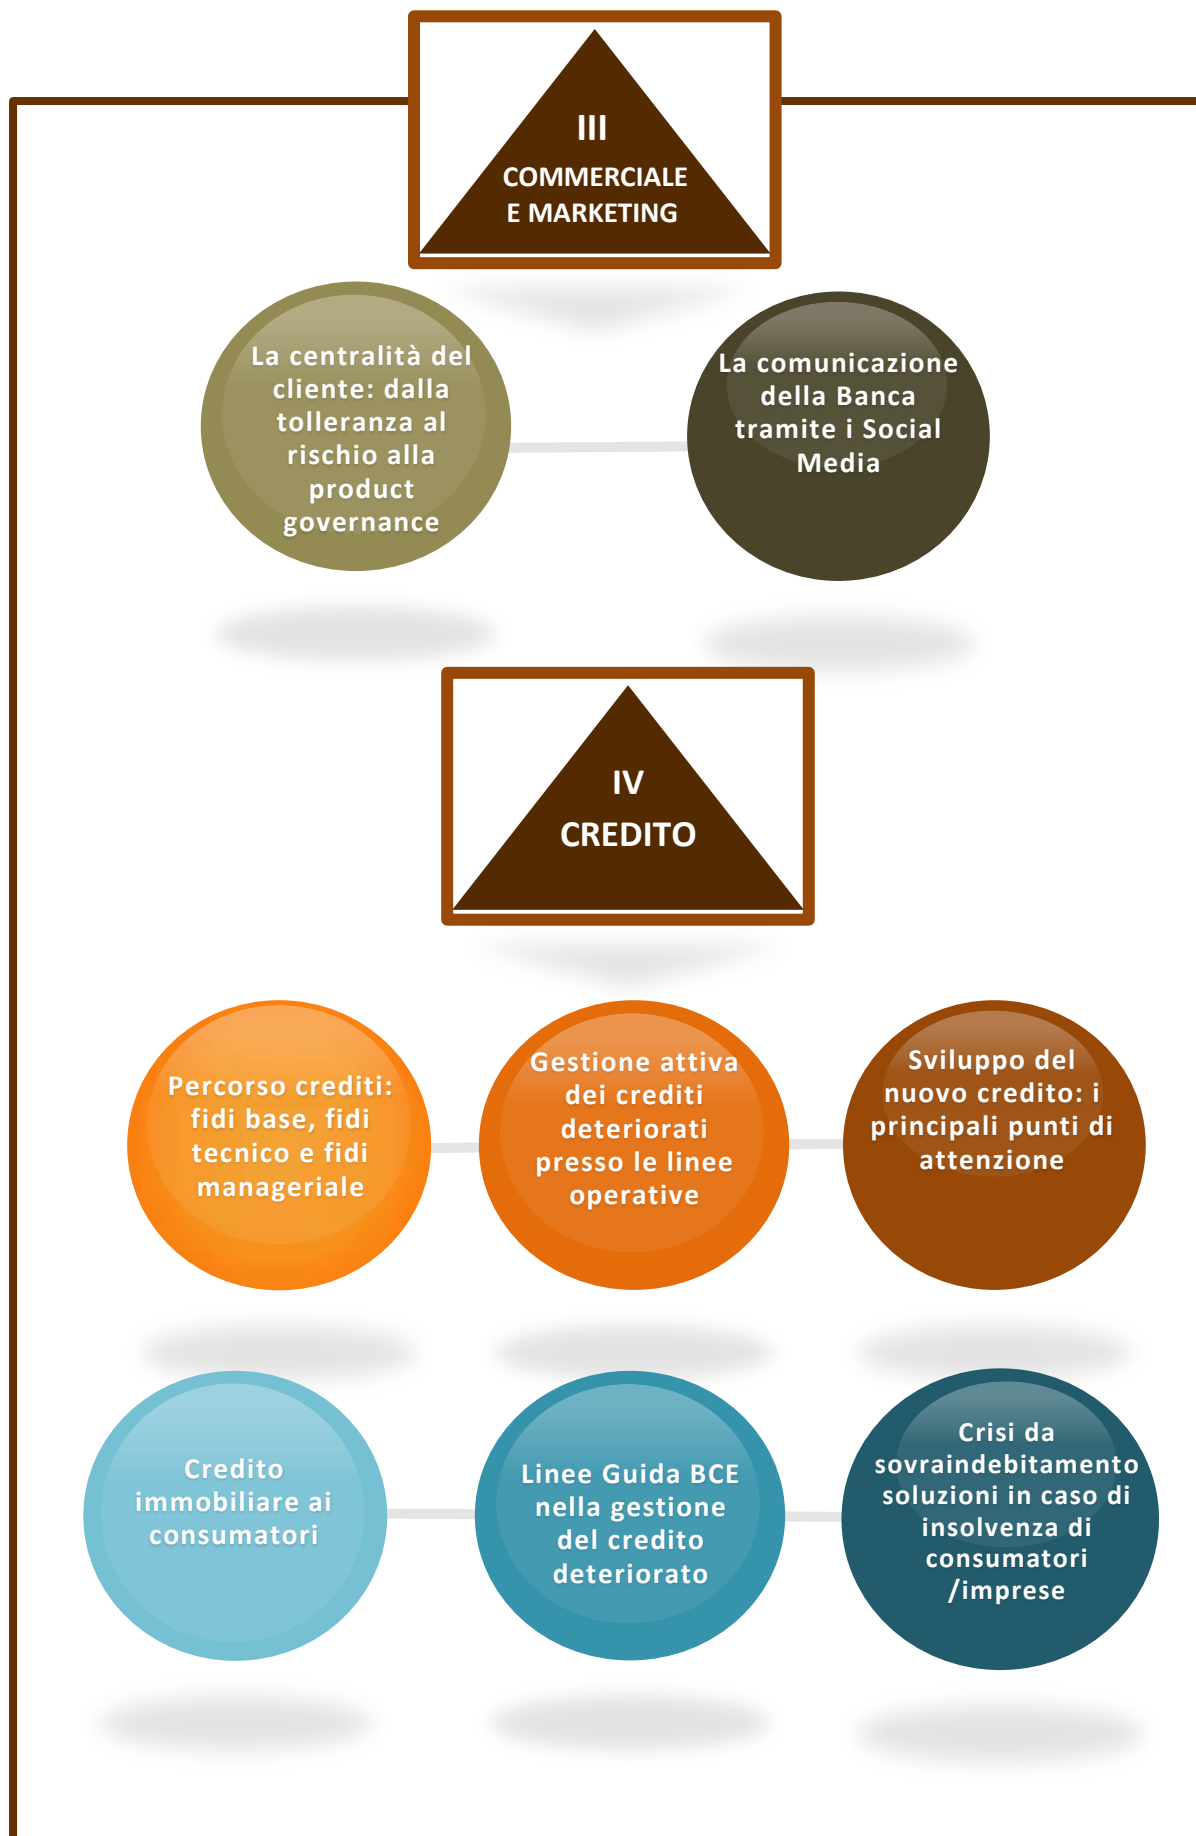 III
COMMERCIALE
E MARKETING
La centralità del
cliente: dalla
tolleranza al
rischio alla
product
governance
La comunicazione
della Banca
tramite i Social
Media
IV
CREDITO
Percorso crediti:
fidi base, fidi
tecnico e fidi
manageriale
Gestione attiva
dei crediti
deteriorati
presso le linee
operative
Sviluppo del
nuovo credito: i
principali punti di
attenzione
Credito
immobiliare ai
consumatori
Linee Guida BCE
nella gestione
del credito
deteriorato
Crisi da
sovraindebitamento
soluzioni in caso di
insolvenza di
consumatori
/imprese